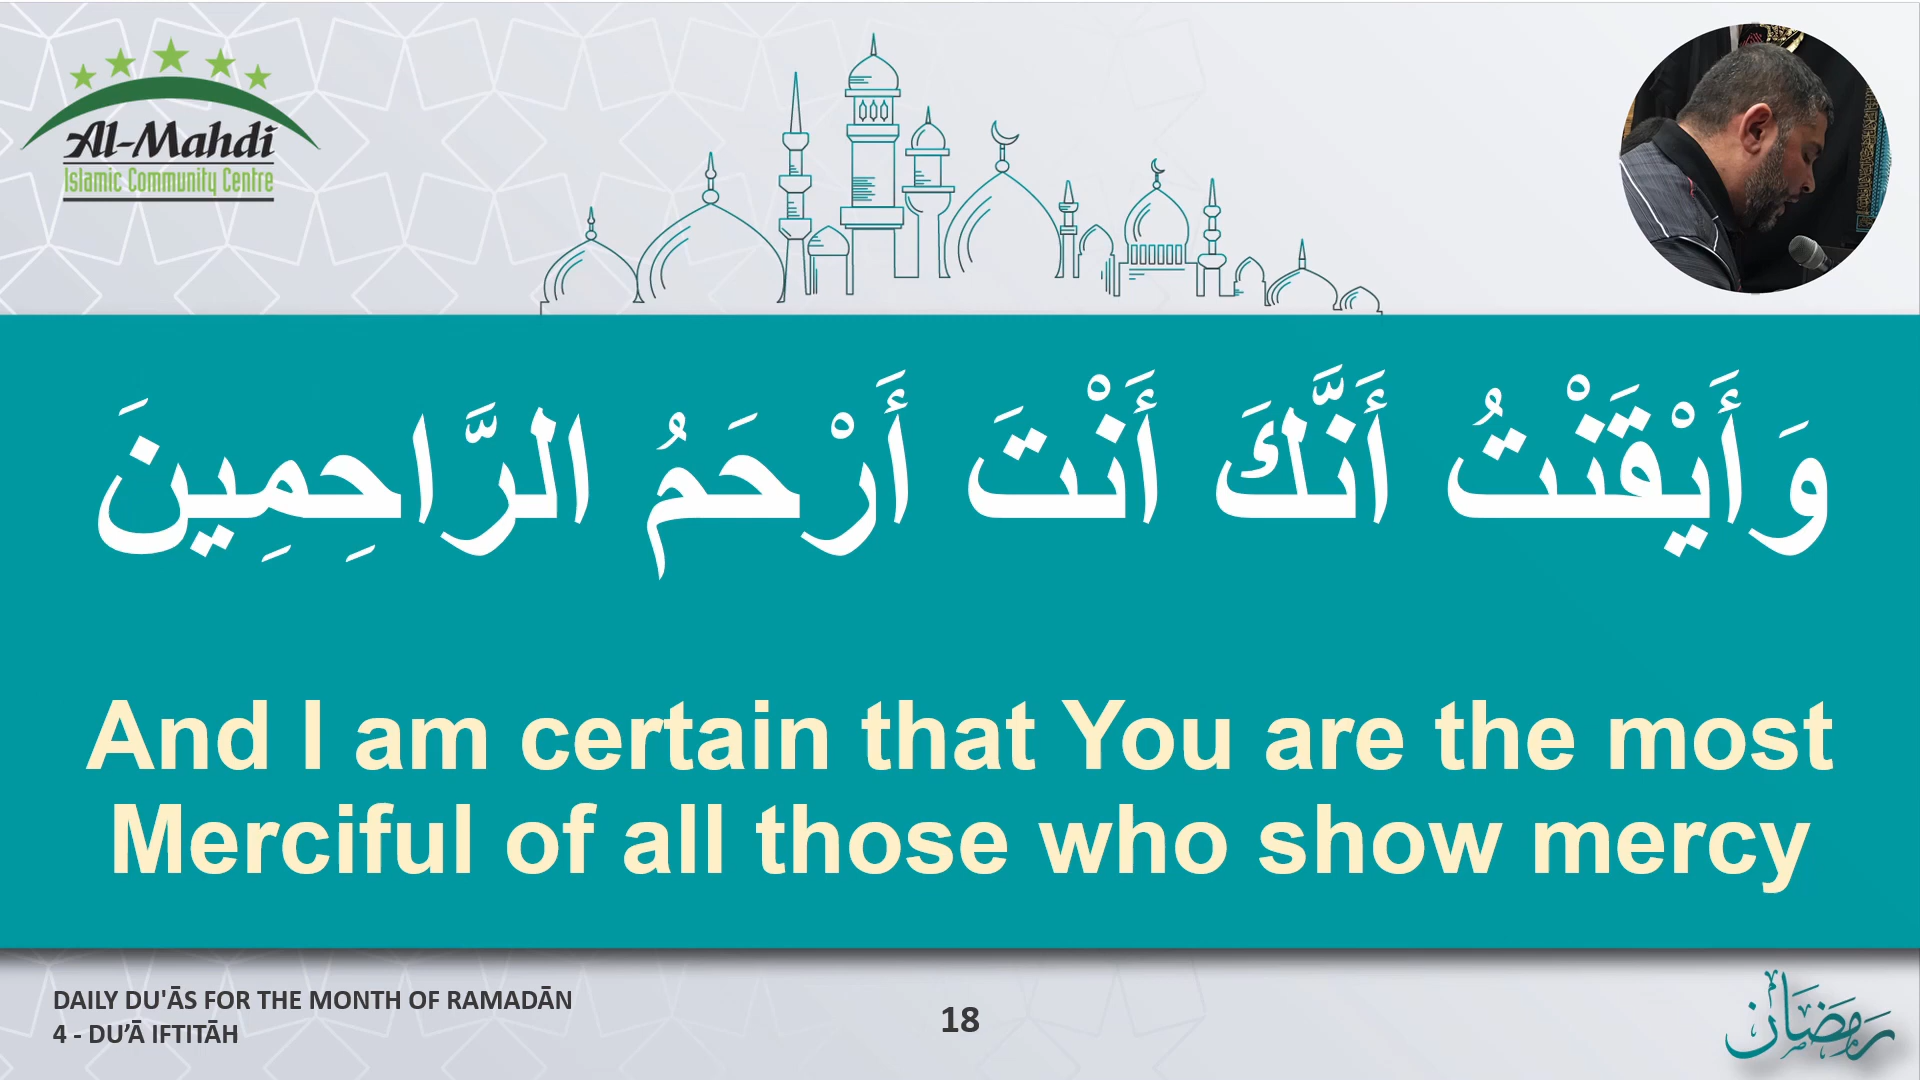 Al-Mahdi
Islamic Community Centre
وَأَيْقَنْتُ أَنَّكَ أَنْتَ أَرْحَمُ الرَّاحِمِينَ
And I am certain that You are the most
Merciful of all those who show mercy
DAILY DU'ĀS FOR THE MONTH OF RAMADĀN
4 - DU’Ā IFTITĀH
18
رَمَضَان